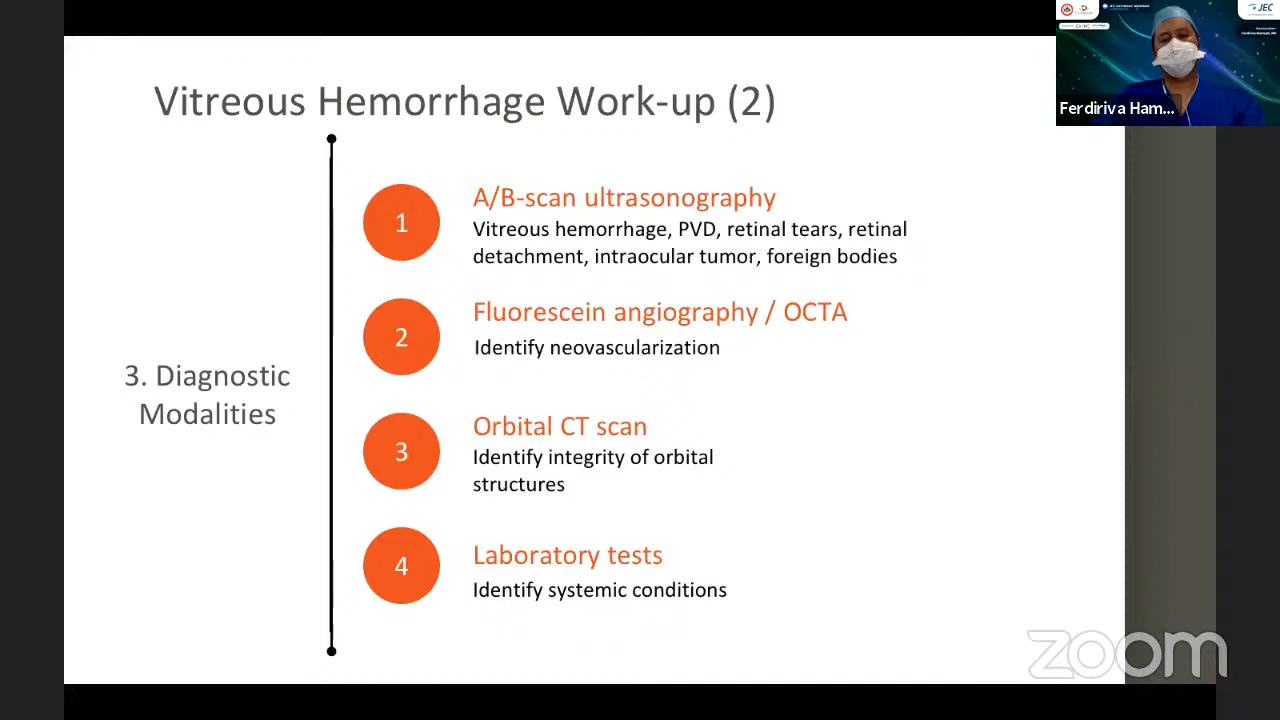 Vitreous Hemorrhage Work-up (2)
JEC
Ferdiriva Ham...
1
A/B-scan ultrasonography
Vitreous hemorrhage, PVD, retinal tears, retinal
detachment, intraocular tumor, foreign bodies
2
Fluorescein angiography / OCTA
Identify neovascularization
3. Diagnostic
Modalities
3
Orbital CT scan
Identify integrity of orbital
structures
4
Laboratory tests
Identify systemic conditions
zoom